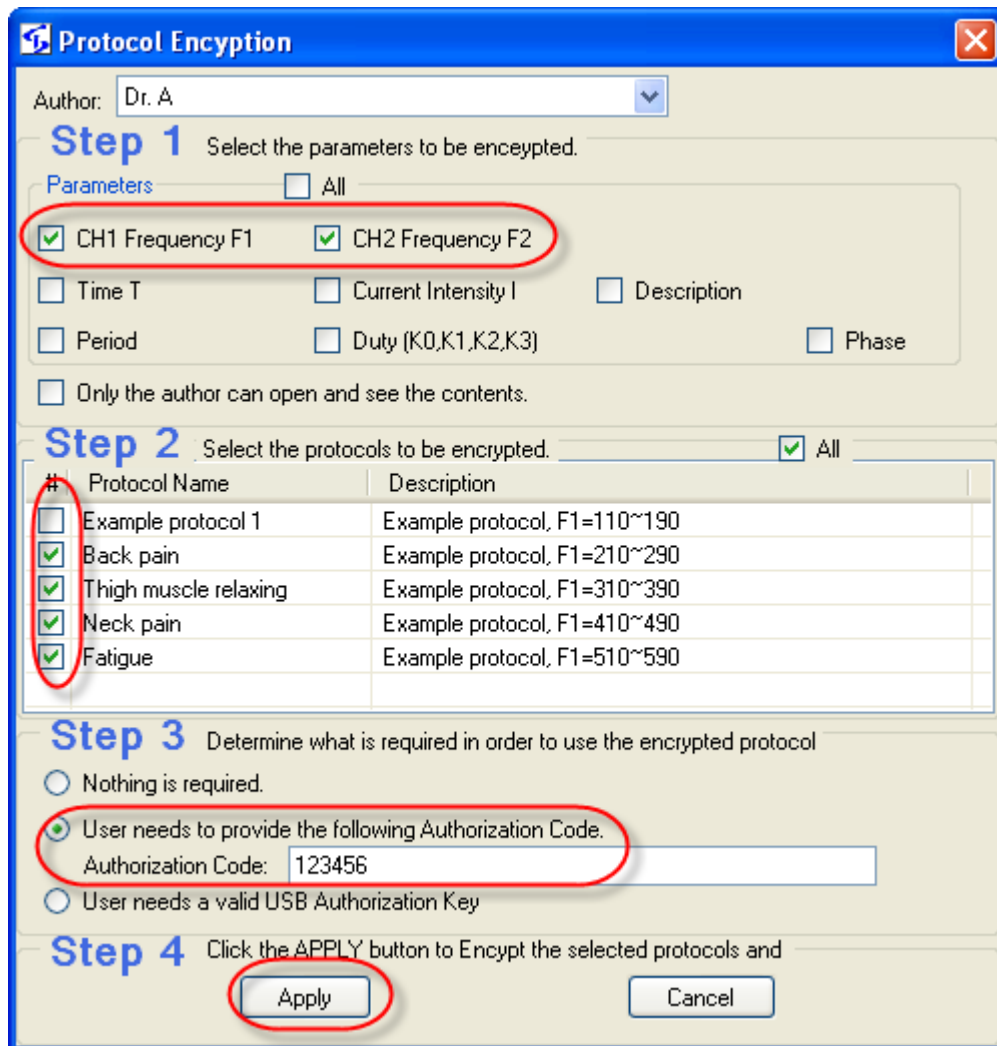 Protocol Encyption
Author: Dr. A
Step 1 Select the parameters to be enceypted.
Parameters All
CH1 Frequency F1 CH2 Frequency F2
Time T Current Intensity I Description
Period Duty (K0,K1,K2,K3) Phase
Only the author can open and see the contents.
Step 2 Select the protocols to be encrypted. All
# Protocol Name Description
Example protocol 1 Example protocol, F1=110~190
Back pain Example protocol, F1=210~290
Thigh muscle relaxing Example protocol, F1=310~390
Neck pain Example protocol, F1=410~490
Fatigue Example protocol, F1=510~590
Step 3 Determine what is required in order to use the encrypted protocol
Nothing is required.
User needs to provide the following Authorization Code.
Authorization Code: 123456
User needs a valid USB Authorization Key
Step 4 Click the APPLY button to Encypt the selected protocols and
Apply Cancel